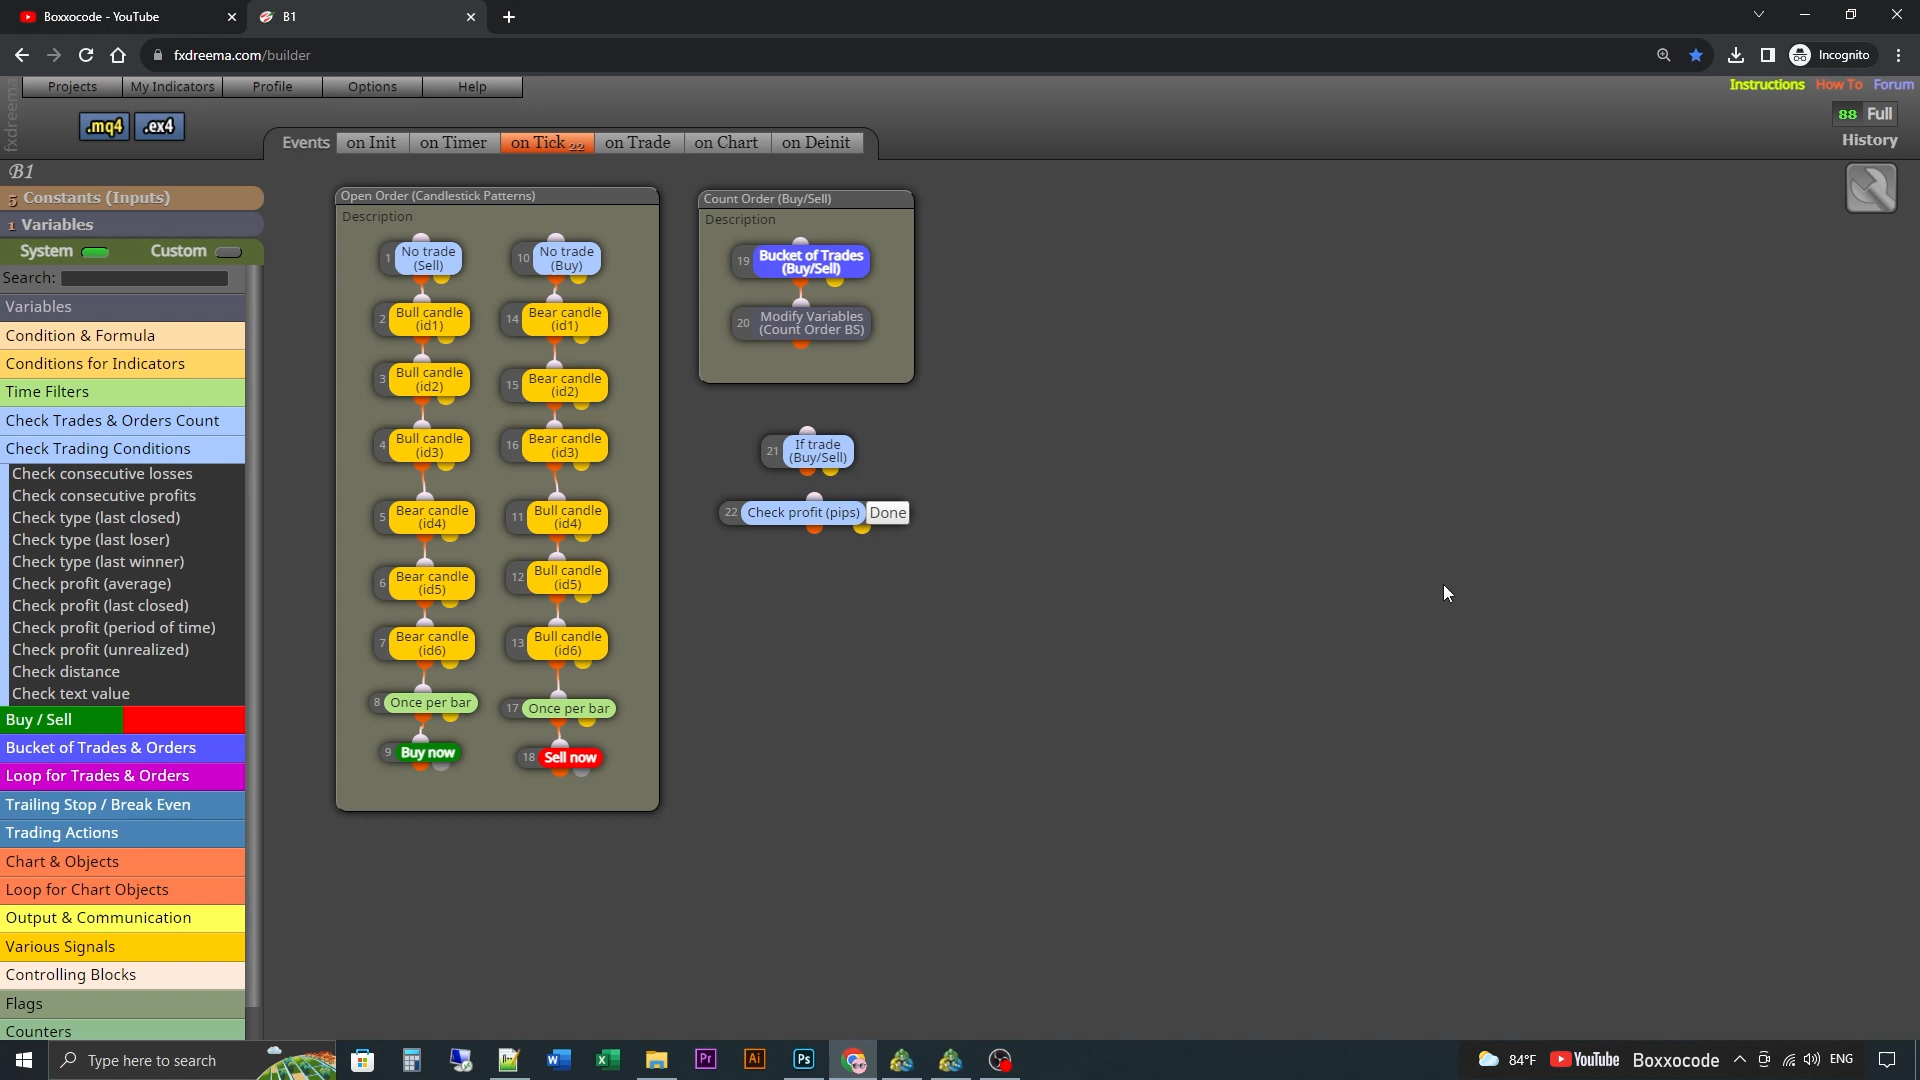 Boxxocode - YouTube
B1
fxdreema.com/builder
Incognito
Projects
My Indicators
Profile
Options
Help
Instructions
How To
Forum
fxdreema
.mq4
.ex4
88 Full
History
Events
on Init
on Timer
on Tick 22
on Trade
on Chart
on Deinit
B1
5 Constants (Inputs)
1 Variables
System
Custom
Search:
Variables
Condition & Formula
Conditions for Indicators
Time Filters
Check Trades & Orders Count
Check Trading Conditions
Check consecutive losses
Check consecutive profits
Check type (last closed)
Check type (last loser)
Check type (last winner)
Check profit (average)
Check profit (last closed)
Check profit (period of time)
Check profit (unrealized)
Check distance
Check text value
Buy / Sell
Bucket of Trades & Orders
Loop for Trades & Orders
Trailing Stop / Break Even
Trading Actions
Chart & Objects
Loop for Chart Objects
Output & Communication
Various Signals
Controlling Blocks
Flags
Counters
Open Order (Candlestick Patterns)
Description
1 No trade
(Sell)
2 Bull candle
(id1)
3 Bull candle
(id2)
4 Bull candle
(id3)
5 Bear candle
(id4)
6 Bear candle
(id5)
7 Bear candle
(id6)
8 Once per bar
9 Buy now
10 No trade
(Buy)
14 Bear candle
(id1)
15 Bear candle
(id2)
16 Bear candle
(id3)
11 Bull candle
(id4)
12 Bull candle
(id5)
13 Bull candle
(id6)
17 Once per bar
18 Sell now
Count Order (Buy/Sell)
Description
19 Bucket of Trades
(Buy/Sell)
20 Modify Variables
(Count Order BS)
21 If trade
(Buy/Sell)
22 Check profit (pips) Done
Type here to search
Pr
Ai
Ps
84°F
YouTube
Boxxocode
ENG